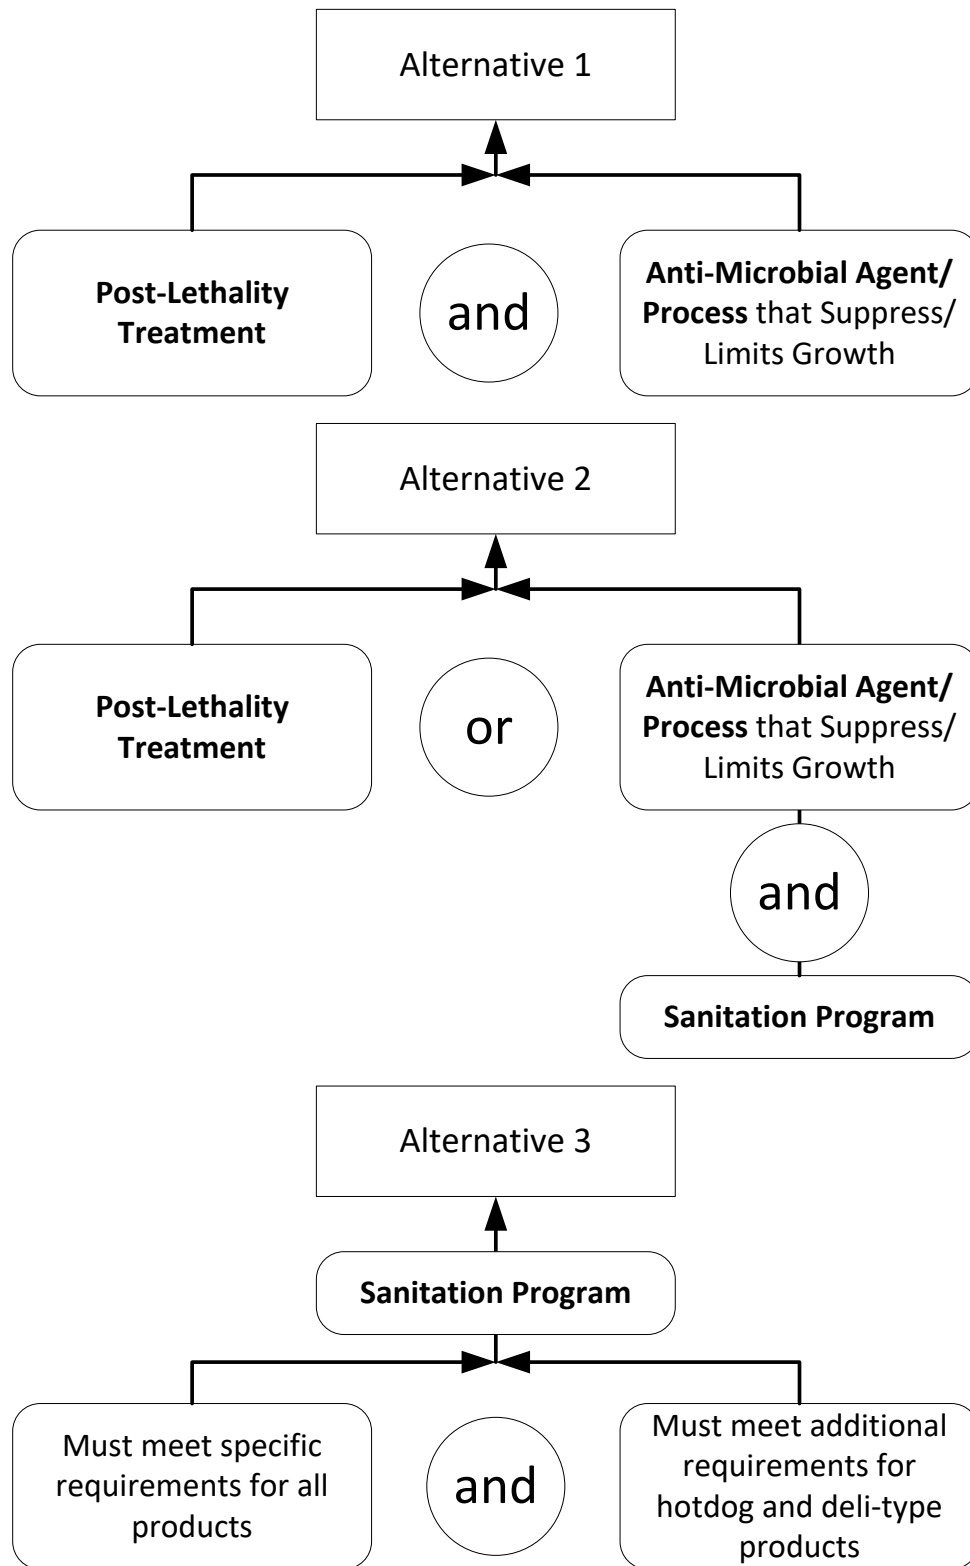 Alternative 1
Post-Lethality
Treatment
and
Anti-Microbial Agent/
Process that Suppress/
Limits Growth
Alternative 2
Post-Lethality
Treatment
or
Anti-Microbial Agent/
Process that Suppress/
Limits Growth
and
Sanitation Program
Alternative 3
Sanitation Program
Must meet specific
requirements for all
products
and
Must meet additional
requirements for
hotdog and deli-type
products